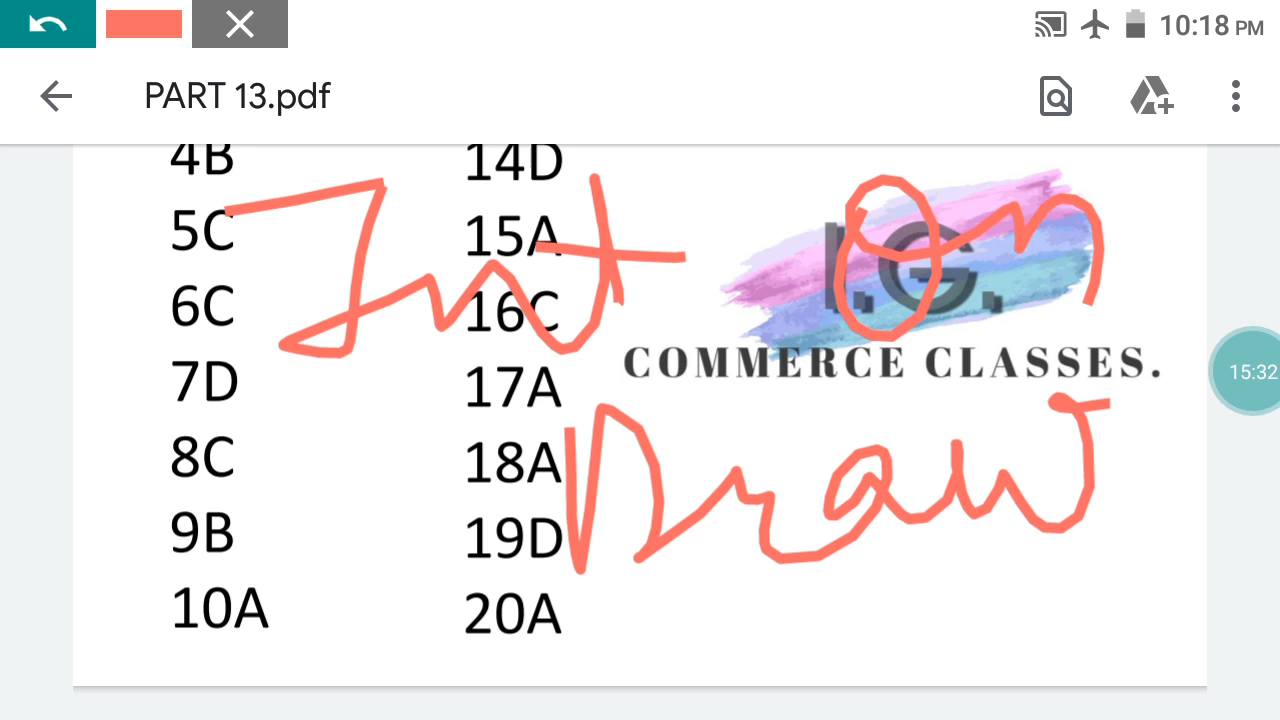 10:18 PM
PART 13.pdf
4B 14D
5C 15A
6C 16C
7D 17A
8C 18A
9B 19D
10A 20A
Int on
Draw
I.G.
COMMERCE CLASSES.
15:32